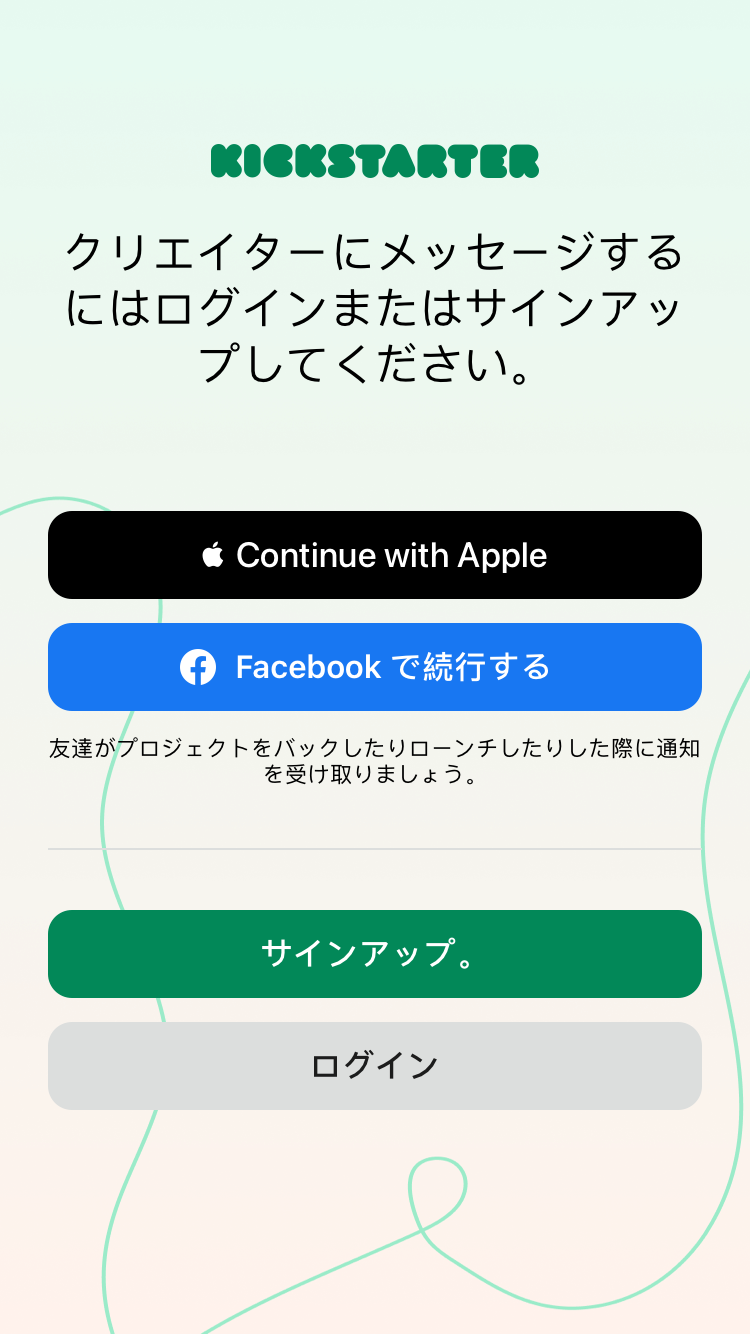 KICKSTARTER
クリエイターにメッセージする
にはログインまたはサインアッ
プしてください。
Continue with Apple
Facebook で続行する
友達がプロジェクトをバックしたりローンチしたりした際に通知
を受け取りましょう。
サインアップ。
ログイン